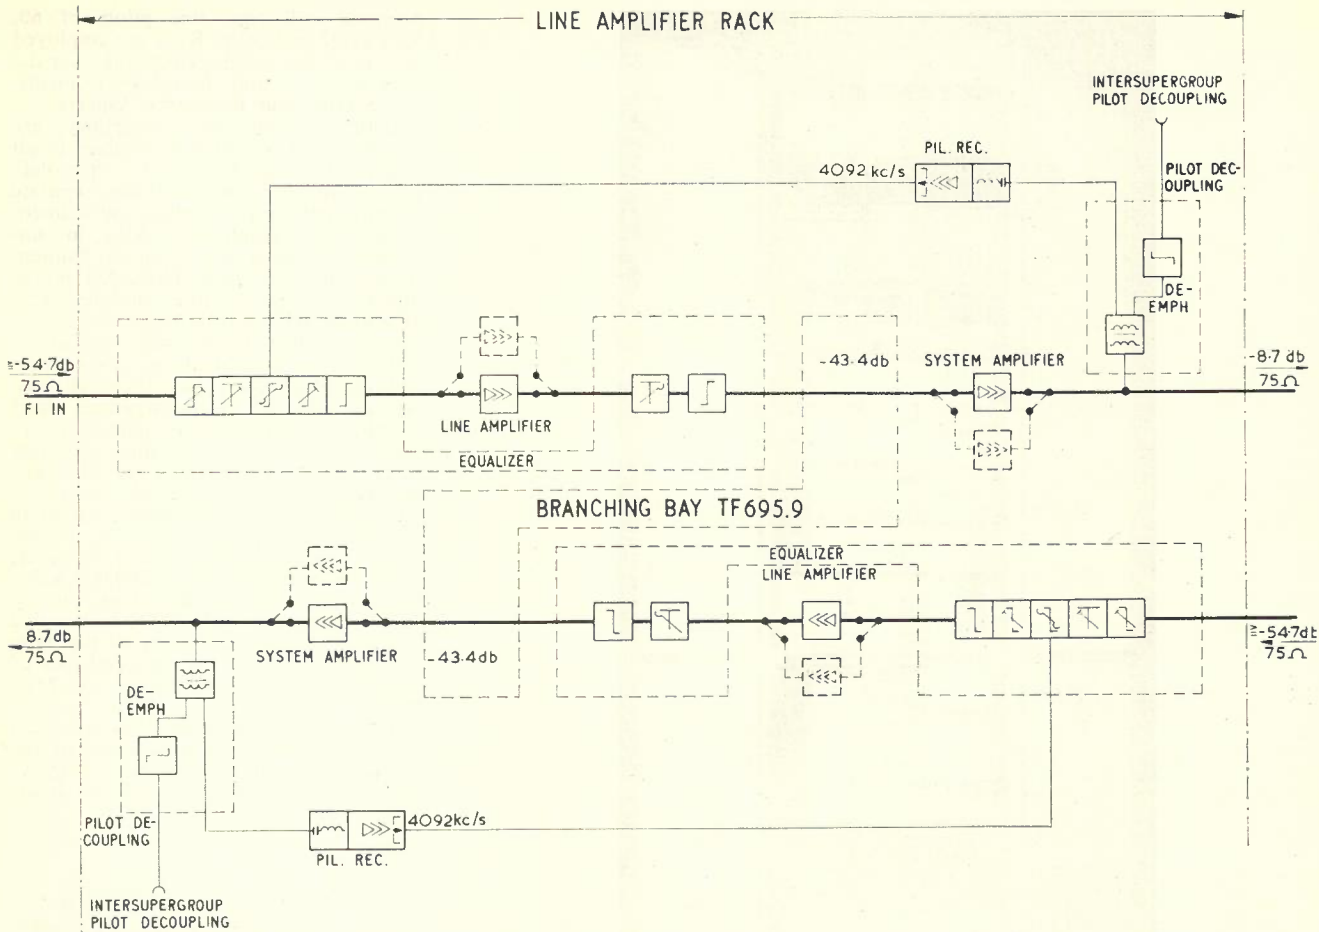 LINE AMPLIFIER RACK
INTERSUPERGROUP
PILOT DECOUPLING
PIL. REC.
4092 kc/s
PILOT DEC-
OUPLING
DE-
EMPH
≧-54.7db
75Ω
FI IN
-43.4db
SYSTEM AMPLIFIER
-8.7 db
75Ω
LINE AMPLIFIER
EQUALIZER
BRANCHING BAY TF695.9
EQUALIZER
LINE AMPLIFIER
8.7db
75Ω
SYSTEM AMPLIFIER
-43.4db
≧-54.7db
75Ω
DE-
EMPH
PILOT DE-
COUPLING
4092kc/s
PIL. REC.
INTERSUPERGROUP
PILOT DECOUPLING